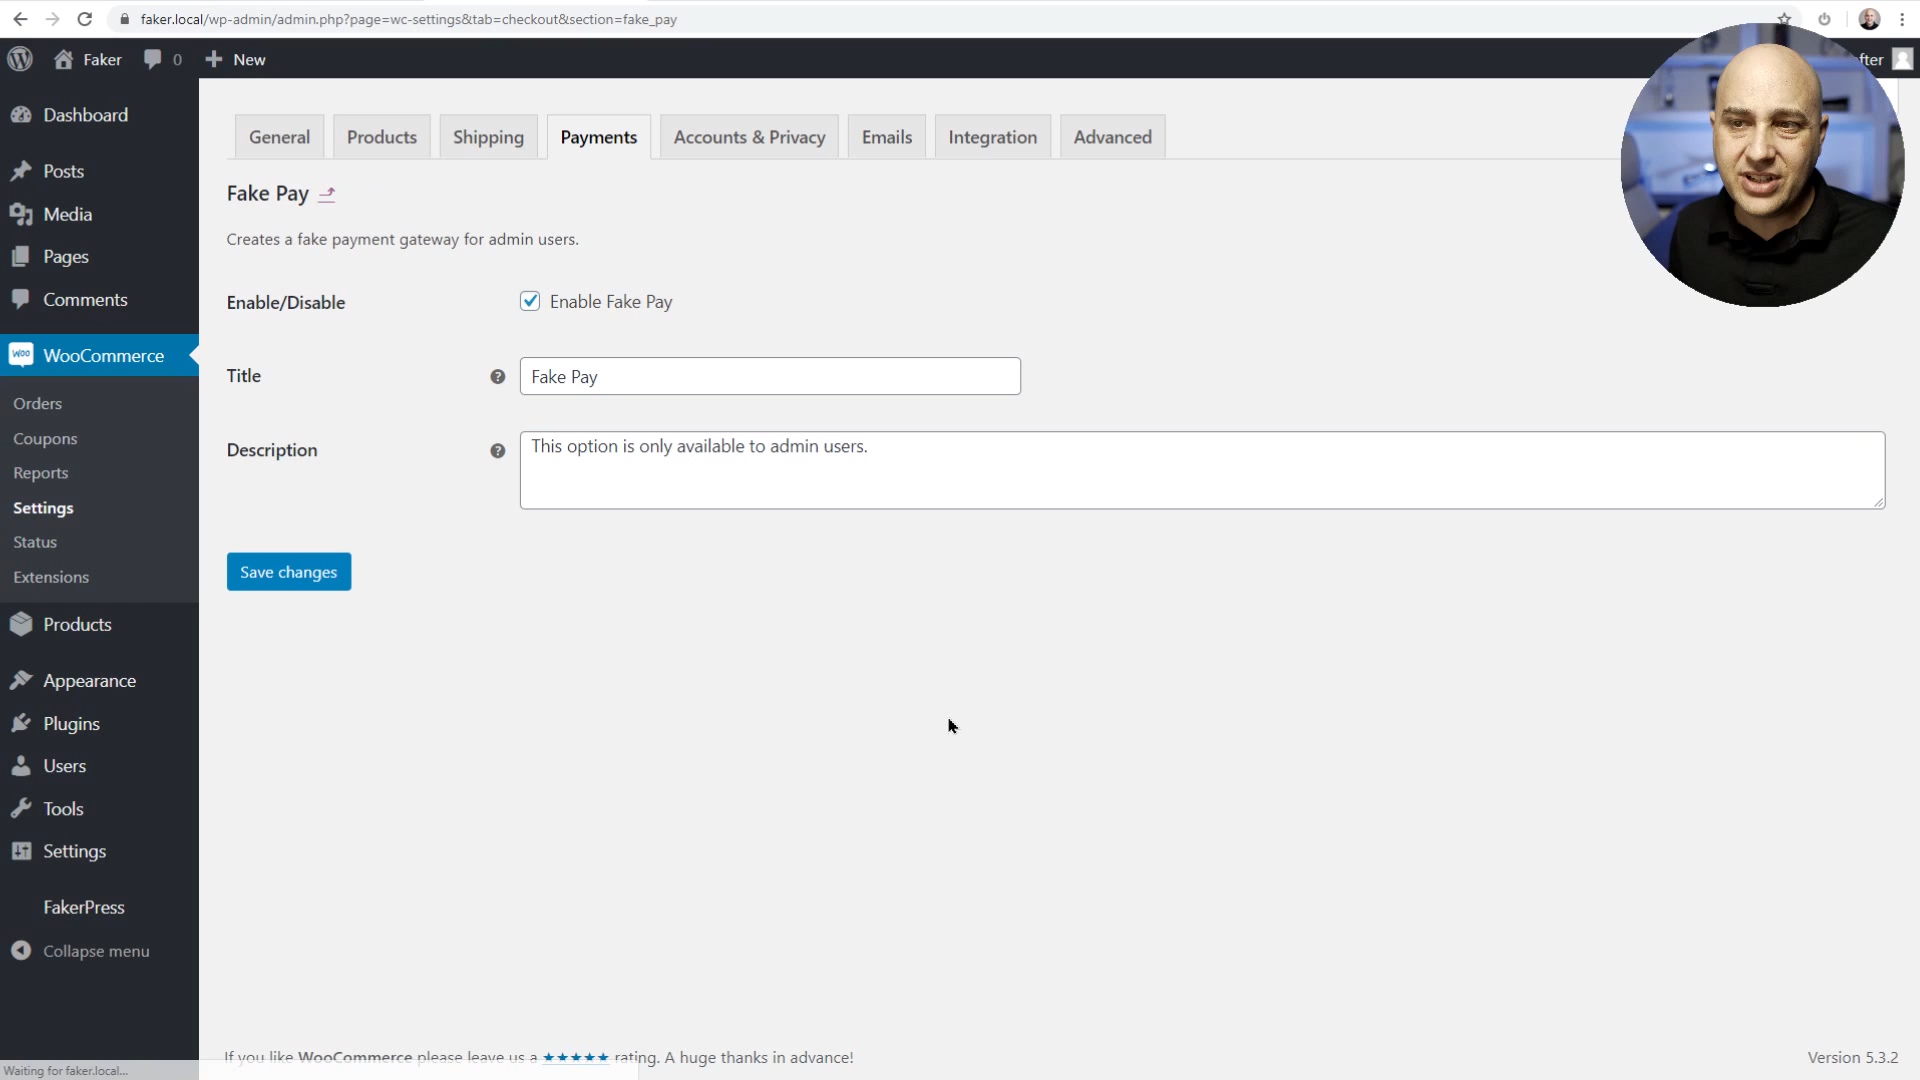 faker.local/wp-admin/admin.php?page=wc-settings&tab=checkout&section=fake_pay
Faker 0 New
fter
Dashboard
Posts
Media
Pages
Comments
WOO WooCommerce
Orders
Coupons
Reports
Settings
Status
Extensions
Products
Appearance
Plugins
Users
Tools
Settings
FakerPress
Collapse menu
General Products Shipping Payments Accounts & Privacy Emails Integration Advanced
Fake Pay
Creates a fake payment gateway for admin users.
Enable/Disable Enable Fake Pay
Title Fake Pay
Description This option is only available to admin users.
Save changes
If you like WooCommerce please leave us a ★★★★★ rating. A huge thanks in advance!
Version 5.3.2
Waiting for faker.local...